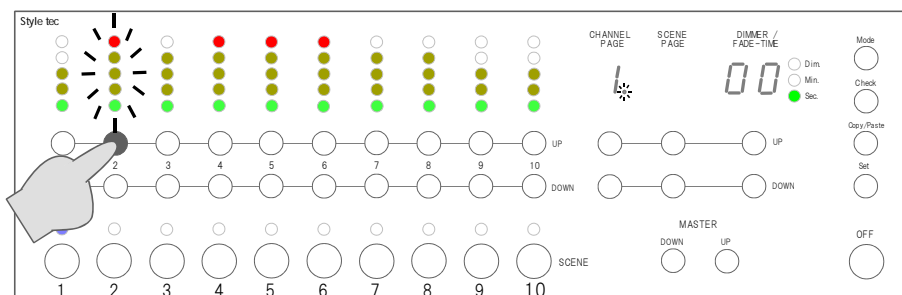 Style tec
CHANNEL PAGE
SCENE PAGE
DIMMER / FADE-TIME
Mode
1. 00
Dim.
Min.
Sec.
Check
Copy/Paste
UP
UP
2 3 4 5 6 7 8 9 10
Set
DOWN
DOWN
MASTER
DOWN UP
OFF
SCENE
1 2 3 4 5 6 7 8 9 10